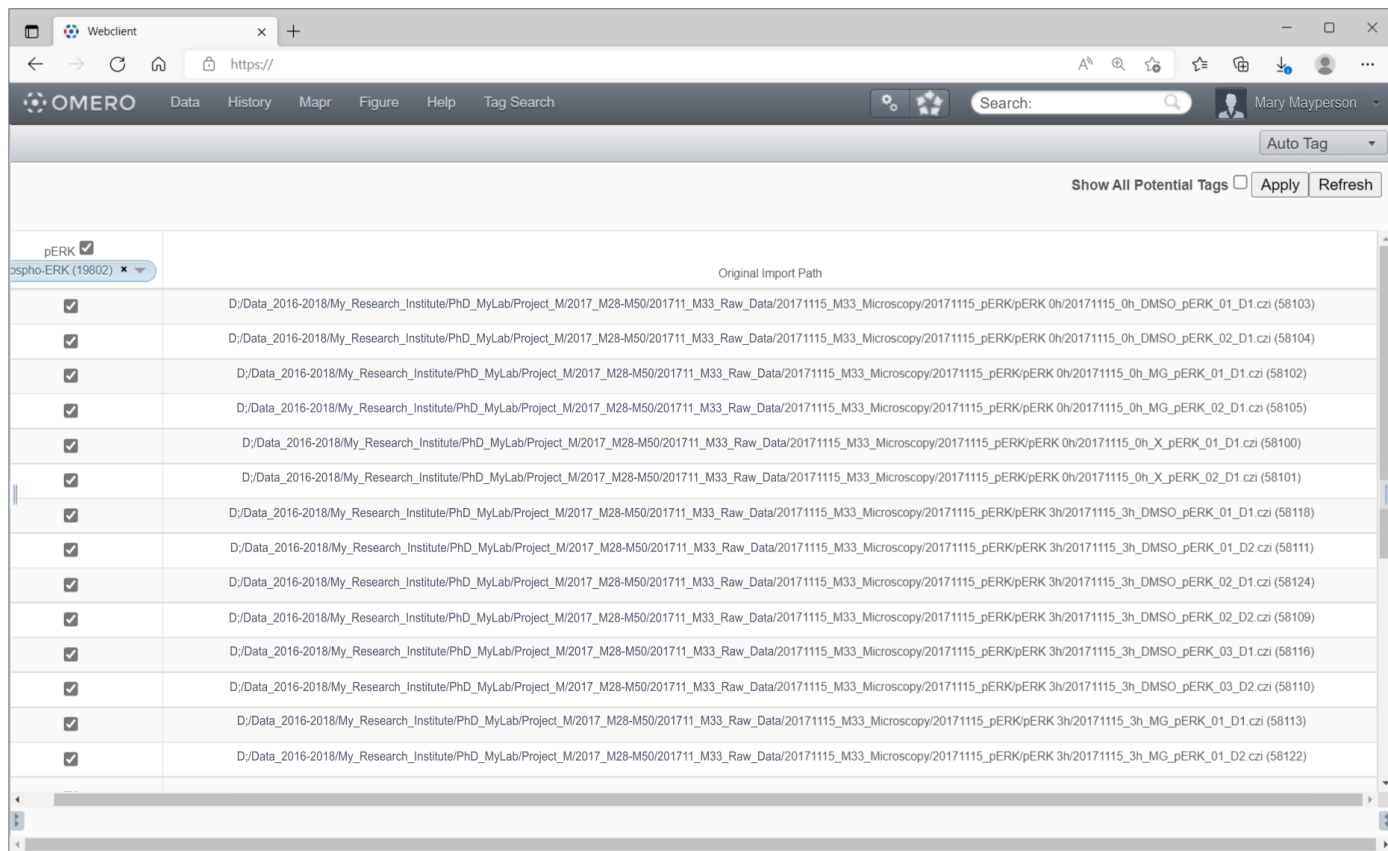 Webclient
https://
OMERO Data History Mapr Figure Help Tag Search Search: Mary Mayperson
Auto Tag
Show All Potential Tags Apply Refresh
pERK
ospho-ERK (19802) ×
Original Import Path
D;/Data_2016-2018/My_Research_Institute/PhD_MyLab/Project_M/2017_M28-M50/201711_M33_Raw_Data/20171115_M33_Microscopy/20171115_pERK/pERK 0h/20171115_0h_DMSO_pERK_01_D1.czi (58103)
D;/Data_2016-2018/My_Research_Institute/PhD_MyLab/Project_M/2017_M28-M50/201711_M33_Raw_Data/20171115_M33_Microscopy/20171115_pERK/pERK 0h/20171115_0h_DMSO_pERK_02_D1.czi (58104)
D;/Data_2016-2018/My_Research_Institute/PhD_MyLab/Project_M/2017_M28-M50/201711_M33_Raw_Data/20171115_M33_Microscopy/20171115_pERK/pERK 0h/20171115_0h_MG_pERK_01_D1.czi (58102)
D;/Data_2016-2018/My_Research_Institute/PhD_MyLab/Project_M/2017_M28-M50/201711_M33_Raw_Data/20171115_M33_Microscopy/20171115_pERK/pERK 0h/20171115_0h_MG_pERK_02_D1.czi (58105)
D;/Data_2016-2018/My_Research_Institute/PhD_MyLab/Project_M/2017_M28-M50/201711_M33_Raw_Data/20171115_M33_Microscopy/20171115_pERK/pERK 0h/20171115_0h_X_pERK_01_D1.czi (58100)
D;/Data_2016-2018/My_Research_Institute/PhD_MyLab/Project_M/2017_M28-M50/201711_M33_Raw_Data/20171115_M33_Microscopy/20171115_pERK/pERK 0h/20171115_0h_X_pERK_02_D1.czi (58101)
D;/Data_2016-2018/My_Research_Institute/PhD_MyLab/Project_M/2017_M28-M50/201711_M33_Raw_Data/20171115_M33_Microscopy/20171115_pERK/pERK 3h/20171115_3h_DMSO_pERK_01_D1.czi (58118)
D;/Data_2016-2018/My_Research_Institute/PhD_MyLab/Project_M/2017_M28-M50/201711_M33_Raw_Data/20171115_M33_Microscopy/20171115_pERK/pERK 3h/20171115_3h_DMSO_pERK_01_D2.czi (58111)
D;/Data_2016-2018/My_Research_Institute/PhD_MyLab/Project_M/2017_M28-M50/201711_M33_Raw_Data/20171115_M33_Microscopy/20171115_pERK/pERK 3h/20171115_3h_DMSO_pERK_02_D1.czi (58124)
D;/Data_2016-2018/My_Research_Institute/PhD_MyLab/Project_M/2017_M28-M50/201711_M33_Raw_Data/20171115_M33_Microscopy/20171115_pERK/pERK 3h/20171115_3h_DMSO_pERK_02_D2.czi (58109)
D;/Data_2016-2018/My_Research_Institute/PhD_MyLab/Project_M/2017_M28-M50/201711_M33_Raw_Data/20171115_M33_Microscopy/20171115_pERK/pERK 3h/20171115_3h_DMSO_pERK_03_D1.czi (58116)
D;/Data_2016-2018/My_Research_Institute/PhD_MyLab/Project_M/2017_M28-M50/201711_M33_Raw_Data/20171115_M33_Microscopy/20171115_pERK/pERK 3h/20171115_3h_DMSO_pERK_03_D2.czi (58110)
D;/Data_2016-2018/My_Research_Institute/PhD_MyLab/Project_M/2017_M28-M50/201711_M33_Raw_Data/20171115_M33_Microscopy/20171115_pERK/pERK 3h/20171115_3h_MG_pERK_01_D1.czi (58113)
D;/Data_2016-2018/My_Research_Institute/PhD_MyLab/Project_M/2017_M28-M50/201711_M33_Raw_Data/20171115_M33_Microscopy/20171115_pERK/pERK 3h/20171115_3h_MG_pERK_01_D2.czi (58122)